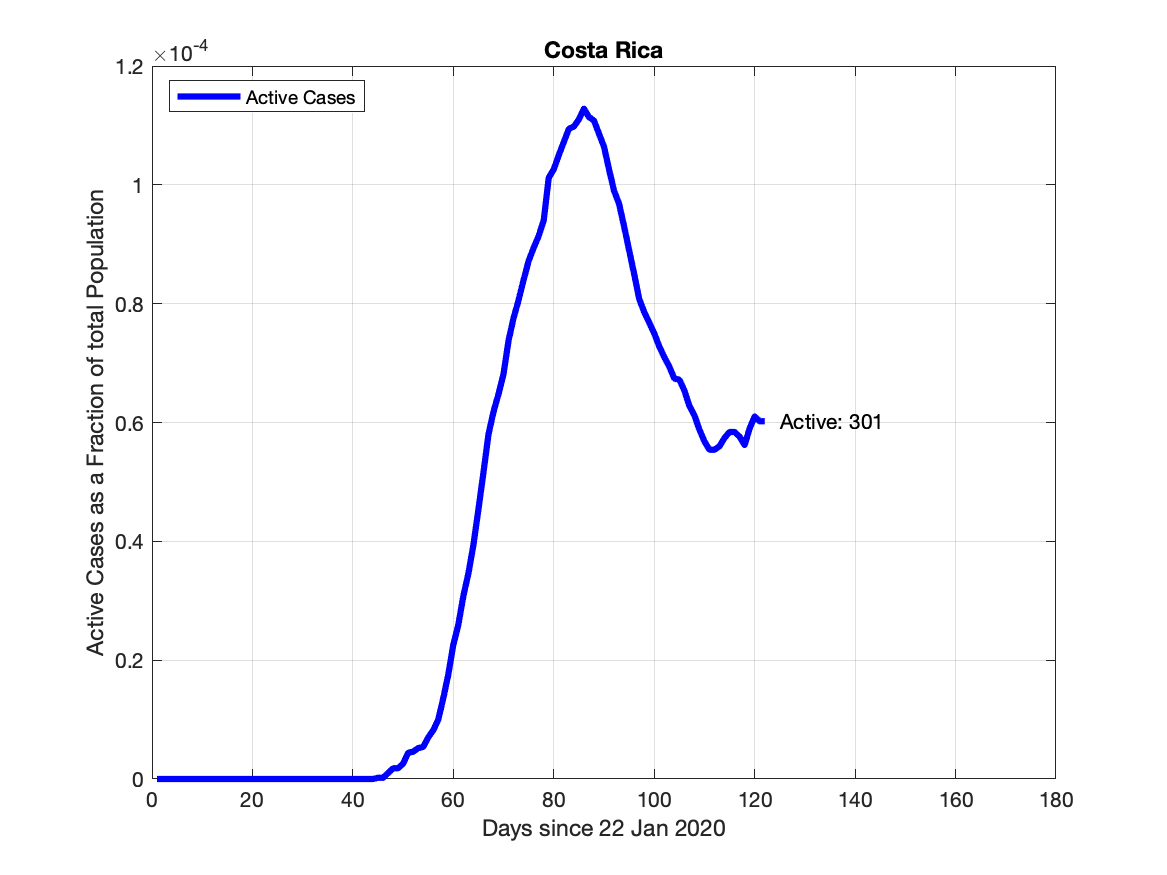 Costa Rica
×10⁻⁴
Active Cases
1.2
1
0.8
0.6
0.4
0.2
0
Active Cases as a Fraction of total Population
Active: 301
0 20 40 60 80 100 120 140 160 180
Days since 22 Jan 2020